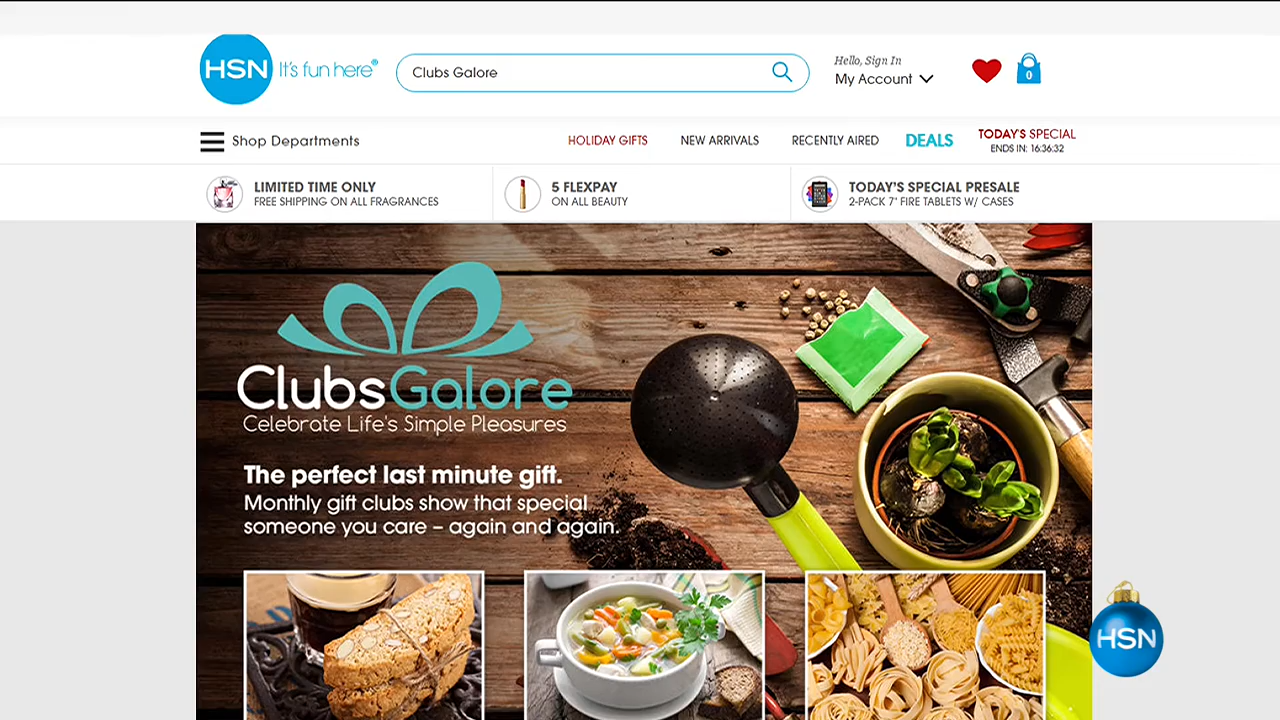 HSN It's fun here®
Clubs Galore
Hello, Sign In
My Account
0
Shop Departments
HOLIDAY GIFTS
NEW ARRIVALS
RECENTLY AIRED
DEALS
TODAY'S SPECIAL
ENDS IN: 16:36:32
LIMITED TIME ONLY
FREE SHIPPING ON ALL FRAGRANCES
5 FLEXPAY
ON ALL BEAUTY
TODAY'S SPECIAL PRESALE
2-PACK 7" FIRE TABLETS W/ CASES
ClubsGalore
Celebrate Life's Simple Pleasures
The perfect last minute gift.
Monthly gift clubs show that special
someone you care – again and again.
HSN